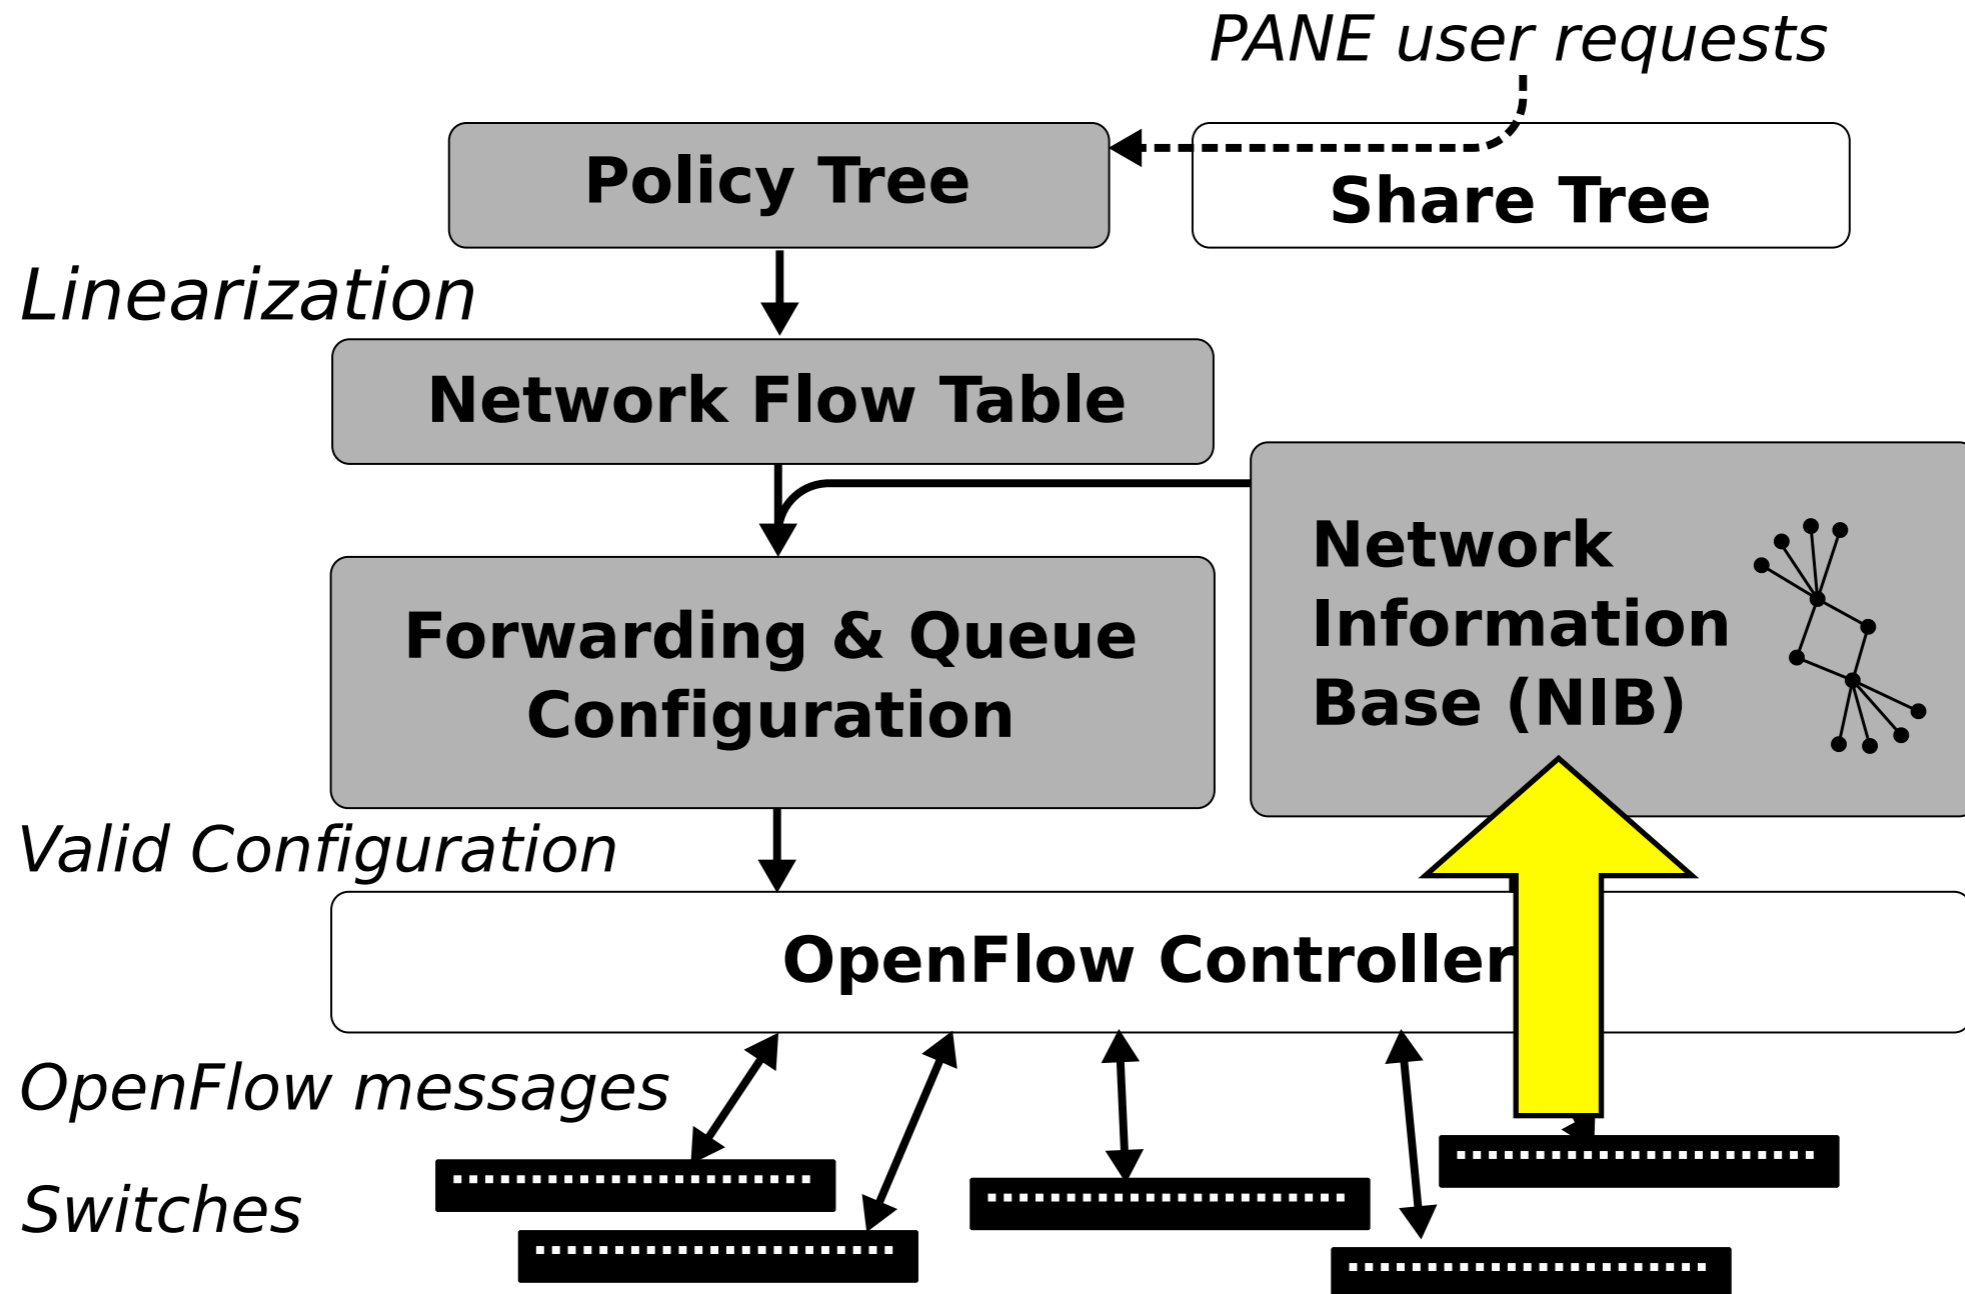 PANE user requests
Policy Tree
Share Tree
Linearization
Network Flow Table
Network
Information
Base (NIB)
Forwarding & Queue
Configuration
Valid Configuration
OpenFlow Controller
OpenFlow messages
Switches